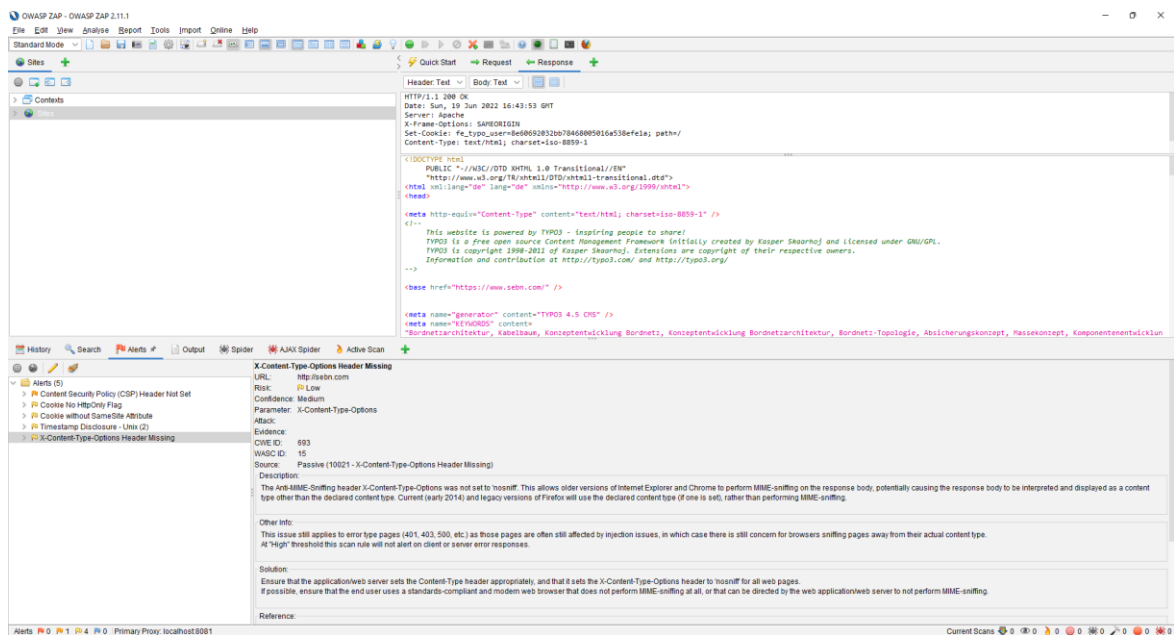 OWASP ZAP - OWASP ZAP 2.11.1
File Edit View Analyse Report Tools Import Online Help
Standard Mode
Sites
Quick Start Request Response
Header: Text Body: Text
Contexts
Sites
HTTP/1.1 200 OK
Date: Sun, 19 Jun 2022 16:43:53 GMT
Server: Apache
X-Frame-Options: SAMEORIGIN
Set-Cookie: fe_typo_user=8e60692032bb78468005016a538efe1a; path=/
Content-Type: text/html; charset=iso-8859-1
<!DOCTYPE html
PUBLIC "-//W3C//DTD XHTML 1.0 Transitional//EN"
"http://www.w3.org/TR/xhtml1/DTD/xhtml1-transitional.dtd">
<html xml:lang="de" lang="de" xmlns="http://www.w3.org/1999/xhtml">
<head>
<meta http-equiv="Content-Type" content="text/html; charset=iso-8859-1" />
<!--
This website is powered by TYPO3 - inspiring people to share!
TYPO3 is a free open source Content Management Framework initially created by Kasper Skaarhoj and licensed under GNU/GPL.
TYPO3 is copyright 1998-2011 of Kasper Skaarhoj. Extensions are copyright of their respective owners.
Information and contribution at http://typo3.com/ and http://typo3.org/
-->
<base href="https://www.sebn.com/" />
<meta name="generator" content="TYPO3 4.5 CMS" />
<meta name="KEYWORDS" content=
"Bordnetzarchitektur, Kabelbaum, Konzeptentwicklung Bordnetz, Konzeptentwicklung Bordnetzarchitektur, Bordnetz-Topologie, Absicherungskonzept, Massekonzept, Komponentenentwicklun
History Search Alerts Output Spider AJAX Spider Active Scan
Alerts (5)
Content Security Policy (CSP) Header Not Set
Cookie No HttpOnly Flag
Cookie without SameSite Attribute
Timestamp Disclosure - Unix (2)
X-Content-Type-Options Header Missing
X-Content-Type-Options Header Missing
URL: http://sebn.com
Risk: Low
Confidence: Medium
Parameter: X-Content-Type-Options
Attack:
Evidence:
CWE ID: 693
WASC ID: 15
Source: Passive (10021 - X-Content-Type-Options Header Missing)
Description:
The Anti-MIME-Sniffing header X-Content-Type-Options was not set to 'nosniff'. This allows older versions of Internet Explorer and Chrome to perform MIME-sniffing on the response body, potentially causing the response body to be interpreted and displayed as a content
type other than the declared content type. Current (early 2014) and legacy versions of Firefox will use the declared content type (if one is set), rather than performing MIME-sniffing.
Other Info:
This issue still applies to error type pages (401, 403, 500, etc.) as those pages are often still affected by injection issues, in which case there is still concern for browsers sniffing pages away from their actual content type.
At "High" threshold this scan rule will not alert on client or server error responses.
Solution:
Ensure that the application/web server sets the Content-Type header appropriately, and that it sets the X-Content-Type-Options header to 'nosniff' for all web pages.
If possible, ensure that the end user uses a standards-compliant and modern web browser that does not perform MIME-sniffing at all, or that can be directed by the web application/web server to not perform MIME-sniffing.
Reference:
Alerts 0 1 4 0 Primary Proxy: localhost:8081 Current Scans 0 0 0 0 0 0 0 0